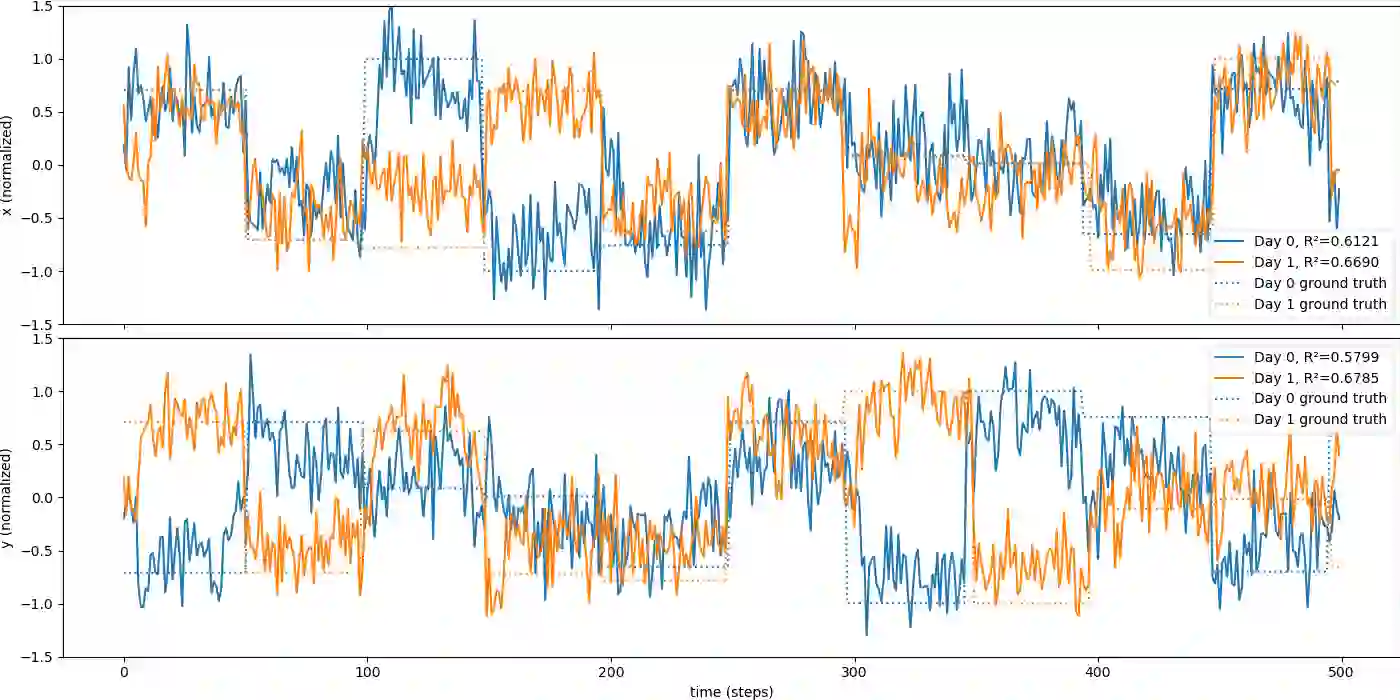 1.5
1.0
0.5
0.0
−0.5
−1.0
−1.5
x (normalized)
Day 0, R²=0.6121
Day 1, R²=0.6690
Day 0 ground truth
Day 1 ground truth
1.5
1.0
0.5
0.0
−0.5
−1.0
−1.5
y (normalized)
Day 0, R²=0.5799
Day 1, R²=0.6785
Day 0 ground truth
Day 1 ground truth
0 100 200 300 400 500
time (steps)